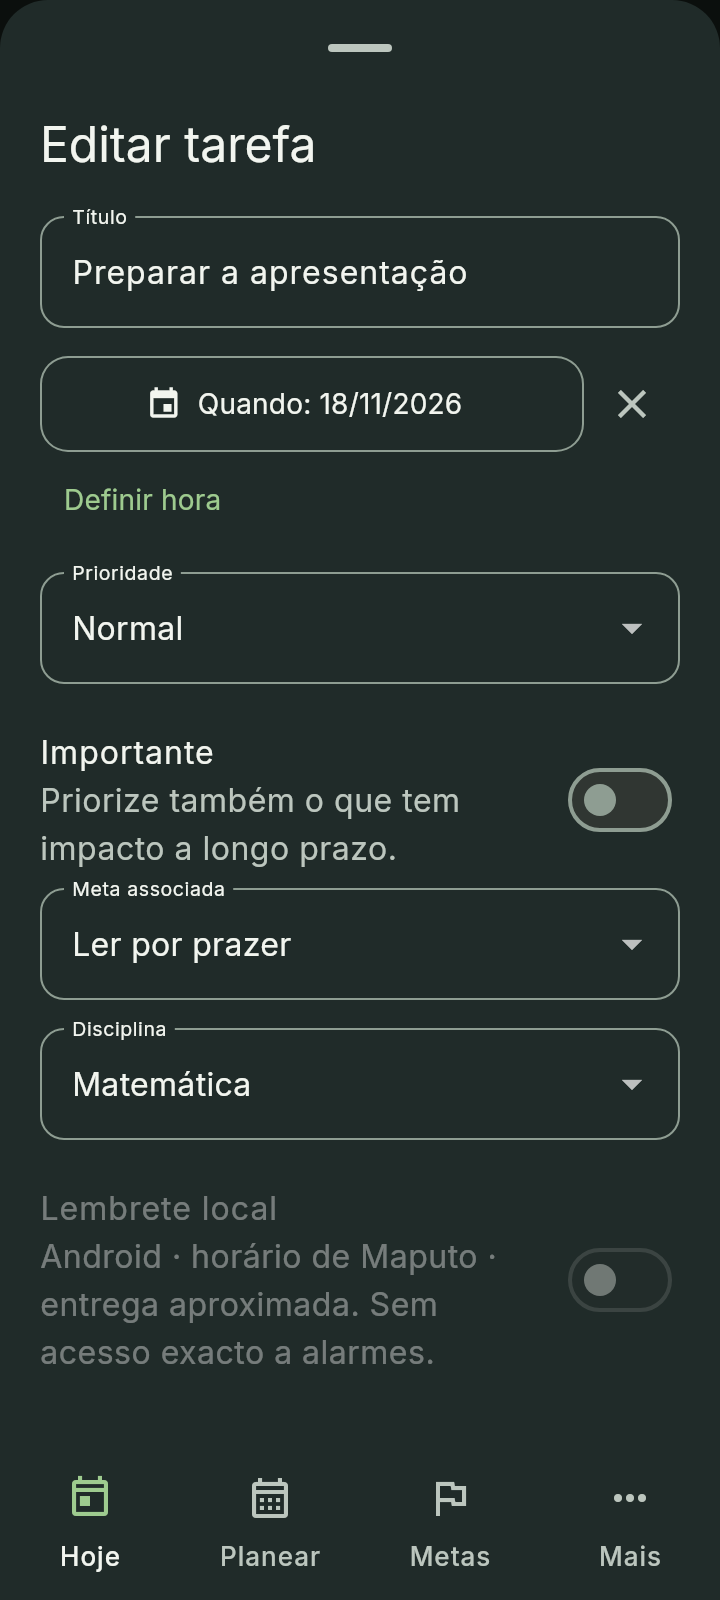 Editar tarefa
Título
Preparar a apresentação
Quando: 18/11/2026
Definir hora
Prioridade
Normal
Importante
Priorize também o que tem
impacto a longo prazo.
Meta associada
Ler por prazer
Disciplina
Matemática
Lembrete local
Android · horário de Maputo ·
entrega aproximada. Sem
acesso exacto a alarmes.
Hoje
Planear
Metas
Mais